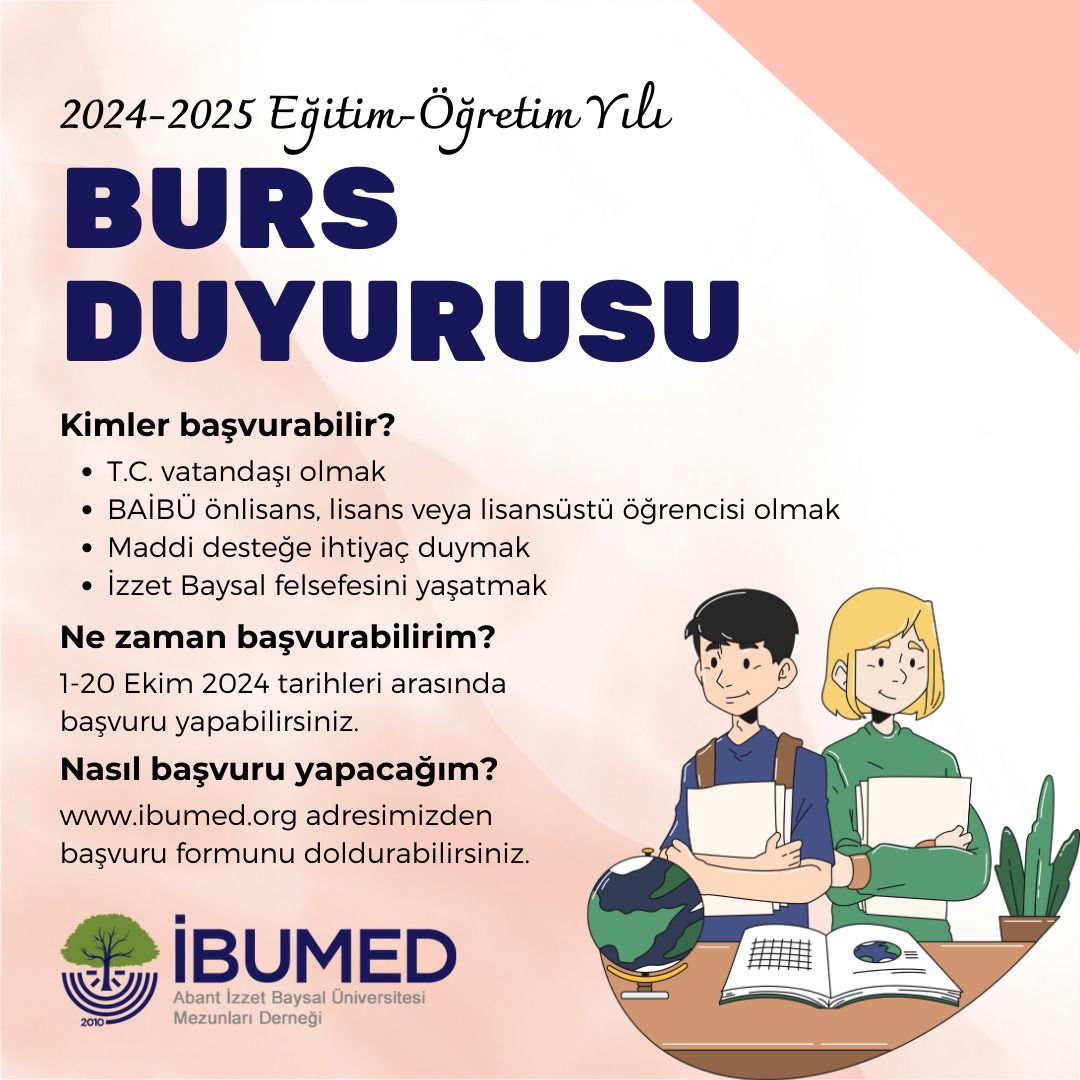 2024-2025 Eğitim-Öğretim Yılı
BURS
DUYURUSU
Kimler başvurabilir?
• T.C. vatandaşı olmak
• BAİBÜ önlisans, lisans veya lisansüstü öğrencisi olmak
• Maddi desteğe ihtiyaç duymak
• İzzet Baysal felsefesini yaşatmak
Ne zaman başvurabilirim?
1-20 Ekim 2024 tarihleri arasında
başvuru yapabilirsiniz.
Nasıl başvuru yapacağım?
www.ibumed.org adresimizden
başvuru formunu doldurabilirsiniz.
İBUMED
Abant İzzet Baysal Üniversitesi
Mezunları Derneği
2010